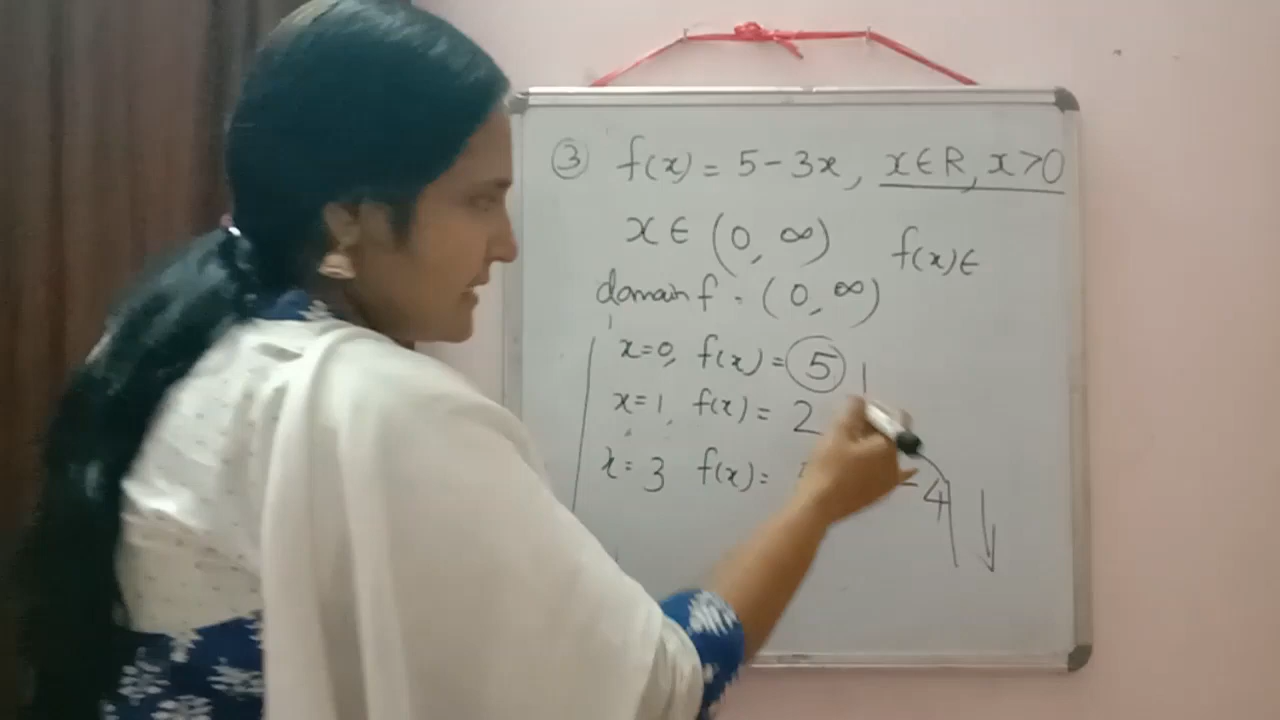 ③ f(x) = 5 - 3x, x ∈ R, x > 0
x ∈ (0, ∞) f(x) ∈
domain f = (0, ∞)
x = 0, f(x) = 5
x = 1, f(x) = 2
x = 3 f(x) = - 4